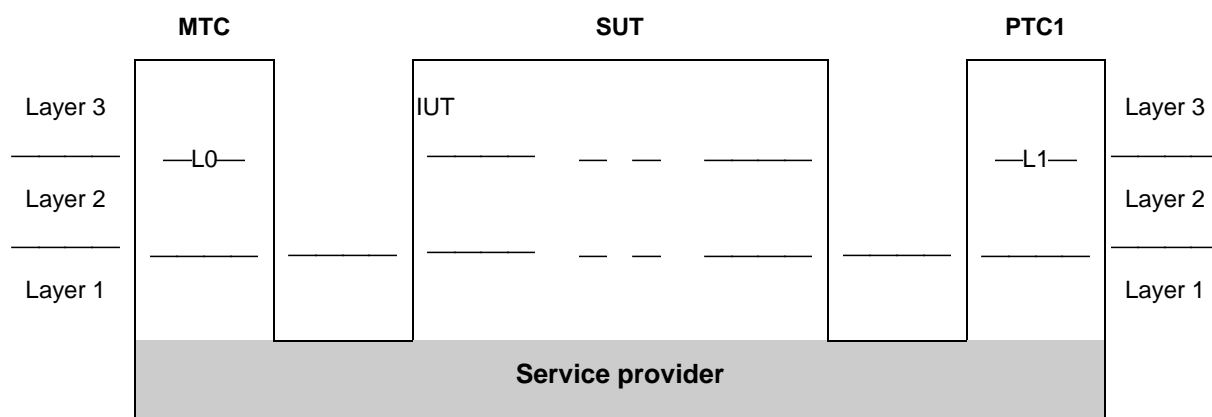 MTC SUT PTC1
Layer 3 IUT Layer 3
L0 L1
Layer 2 Layer 2
Layer 1 Layer 1
Service provider